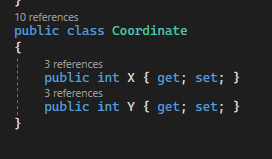 }
10 references
public class Coordinate
{
3 references
public int X { get; set; }
3 references
public int Y { get; set; }
}